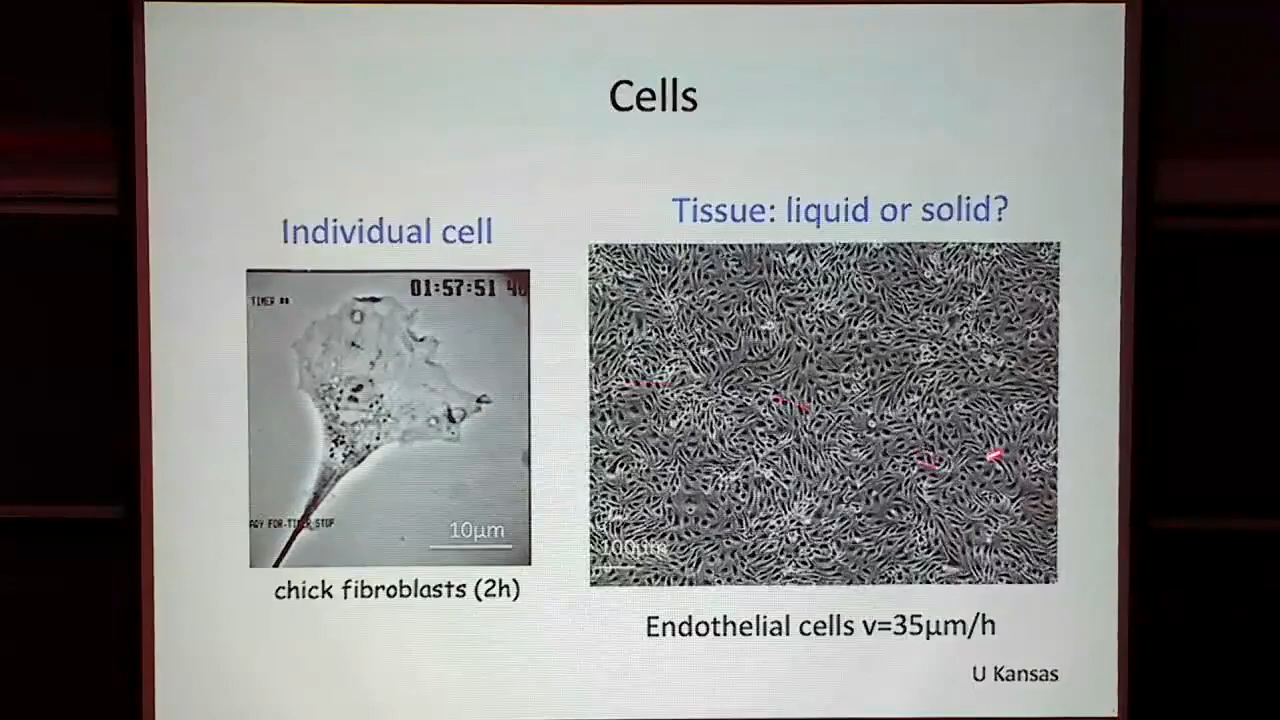 Cells
Individual cell
Tissue: liquid or solid?
01:57:51
TIMER
10µm
100µm
chick fibroblasts (2h)
Endothelial cells v=35µm/h
U Kansas